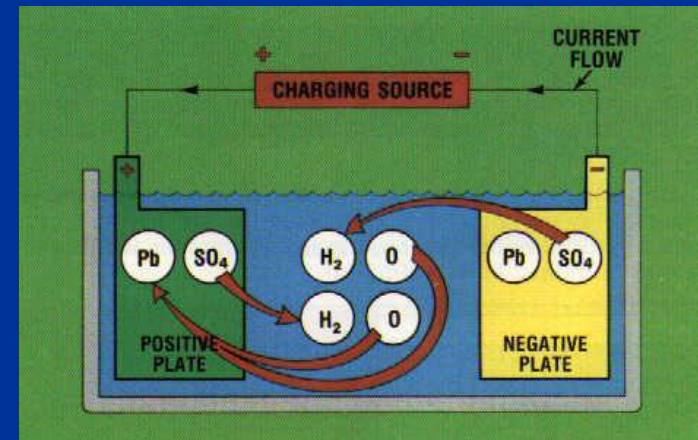 CURRENT
FLOW
+ −
CHARGING SOURCE
+ −
Pb SO₄ H₂ O Pb SO₄
H₂ O
POSITIVE
PLATE
NEGATIVE
PLATE